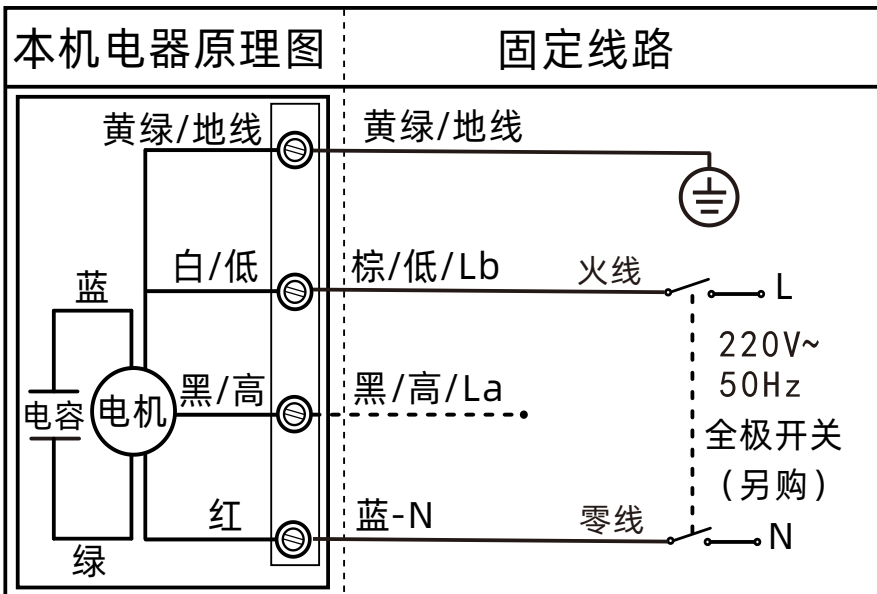 本机电器原理图
固定线路
黄绿/地线
黄绿/地线
白/低
棕/低/Lb
火线
L
蓝
220V~
50Hz
黑/高
黑/高/La
电容
电机
全极开关
(另购)
红
蓝-N
零线
N
绿